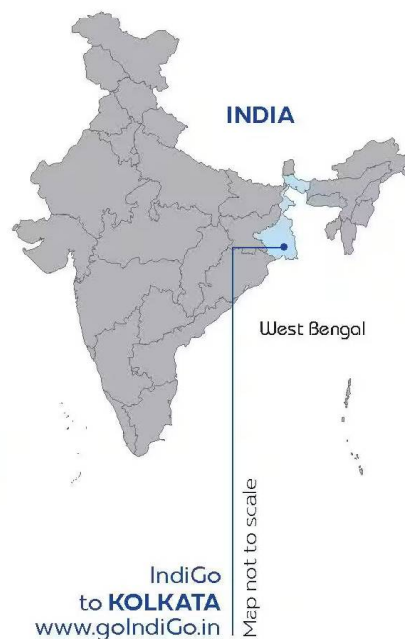 INDIA
West Bengal
Map not to scale
IndiGo
to KOLKATA
www.goIndiGo.in